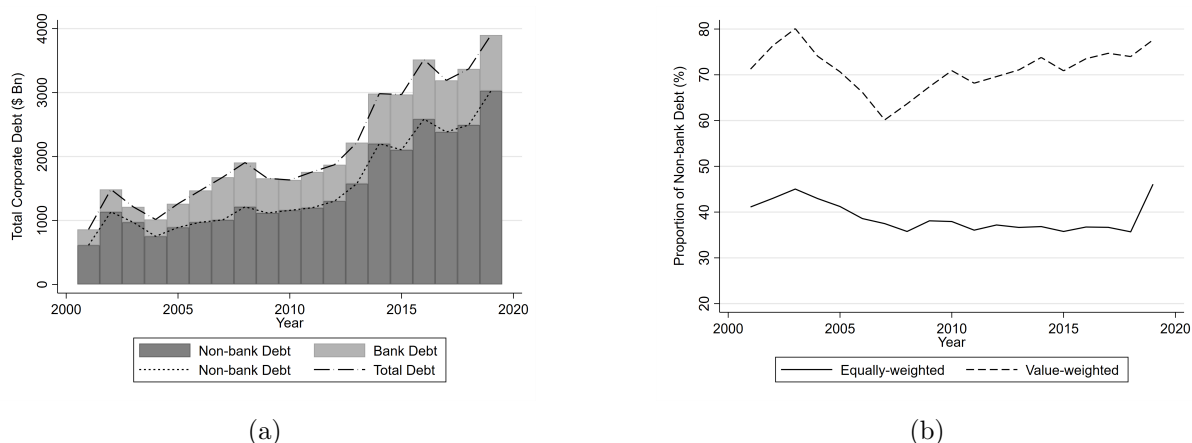 Total Corporate Debt ($ Bn)
4000
3000
2000
1000
0
2000 2005 2010 2015 2020
Year
Non-bank Debt Bank Debt
Non-bank Debt Total Debt
(a)
Proportion of Non-bank Debt (%)
80
70
60
50
40
30
20
2000 2005 2010 2015 2020
Year
Equally-weighted Value-weighted
(b)